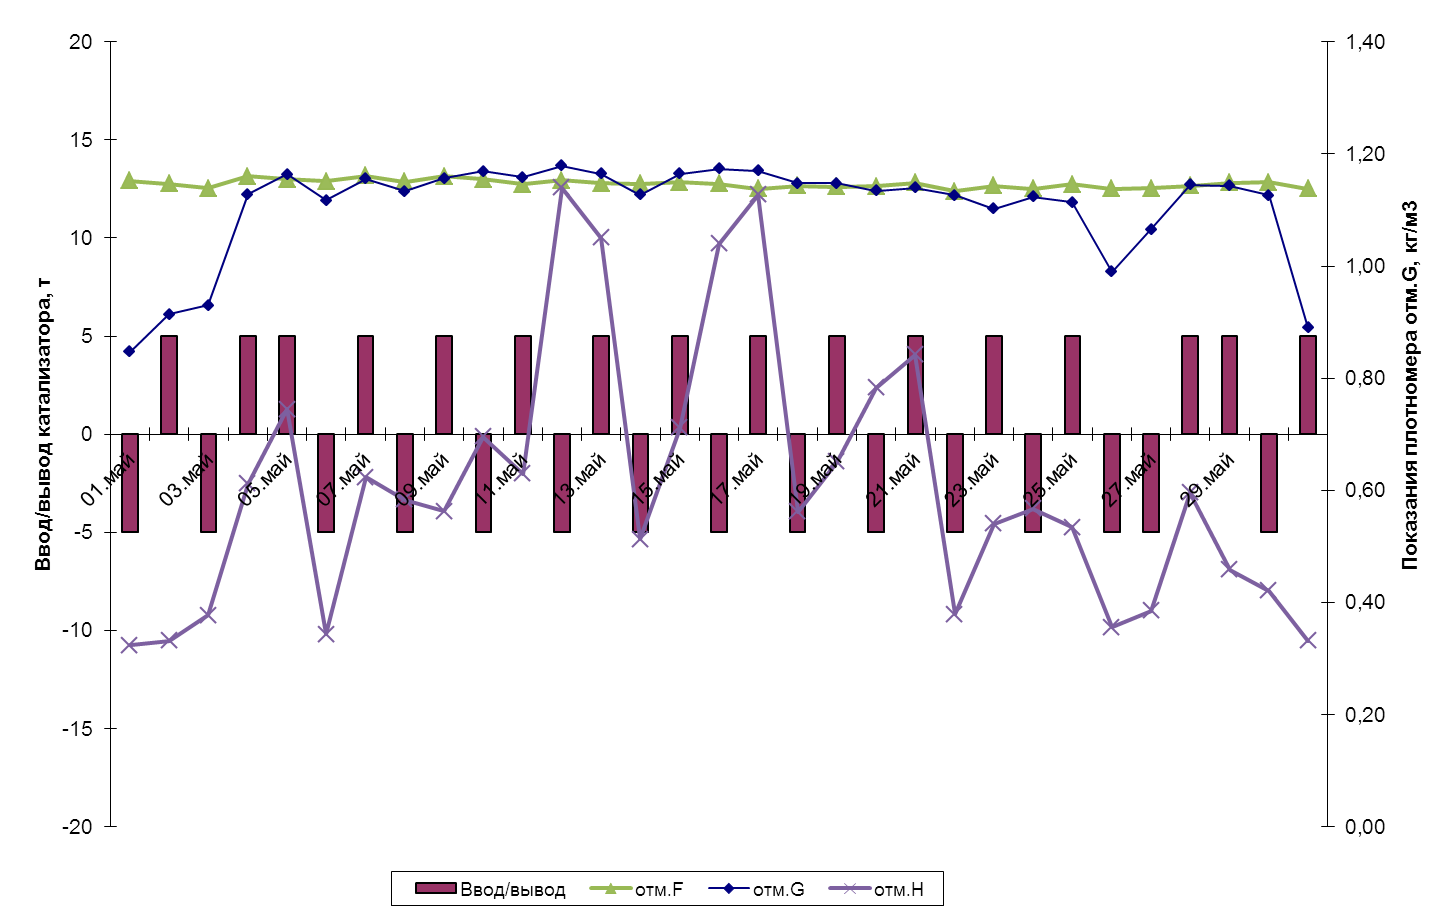 20
15
10
5
0
-5
-10
-15
-20
Ввод/вывод катализатора, т
01.май
03.май
05.май
07.май
09.май
11.май
13.май
15.май
17.май
19.май
21.май
23.май
25.май
27.май
29.май
1,40
1,20
1,00
0,80
0,60
0,40
0,20
0,00
Показания плотномера отм.G, кг/м3
Ввод/вывод отм.F отм.G отм.H